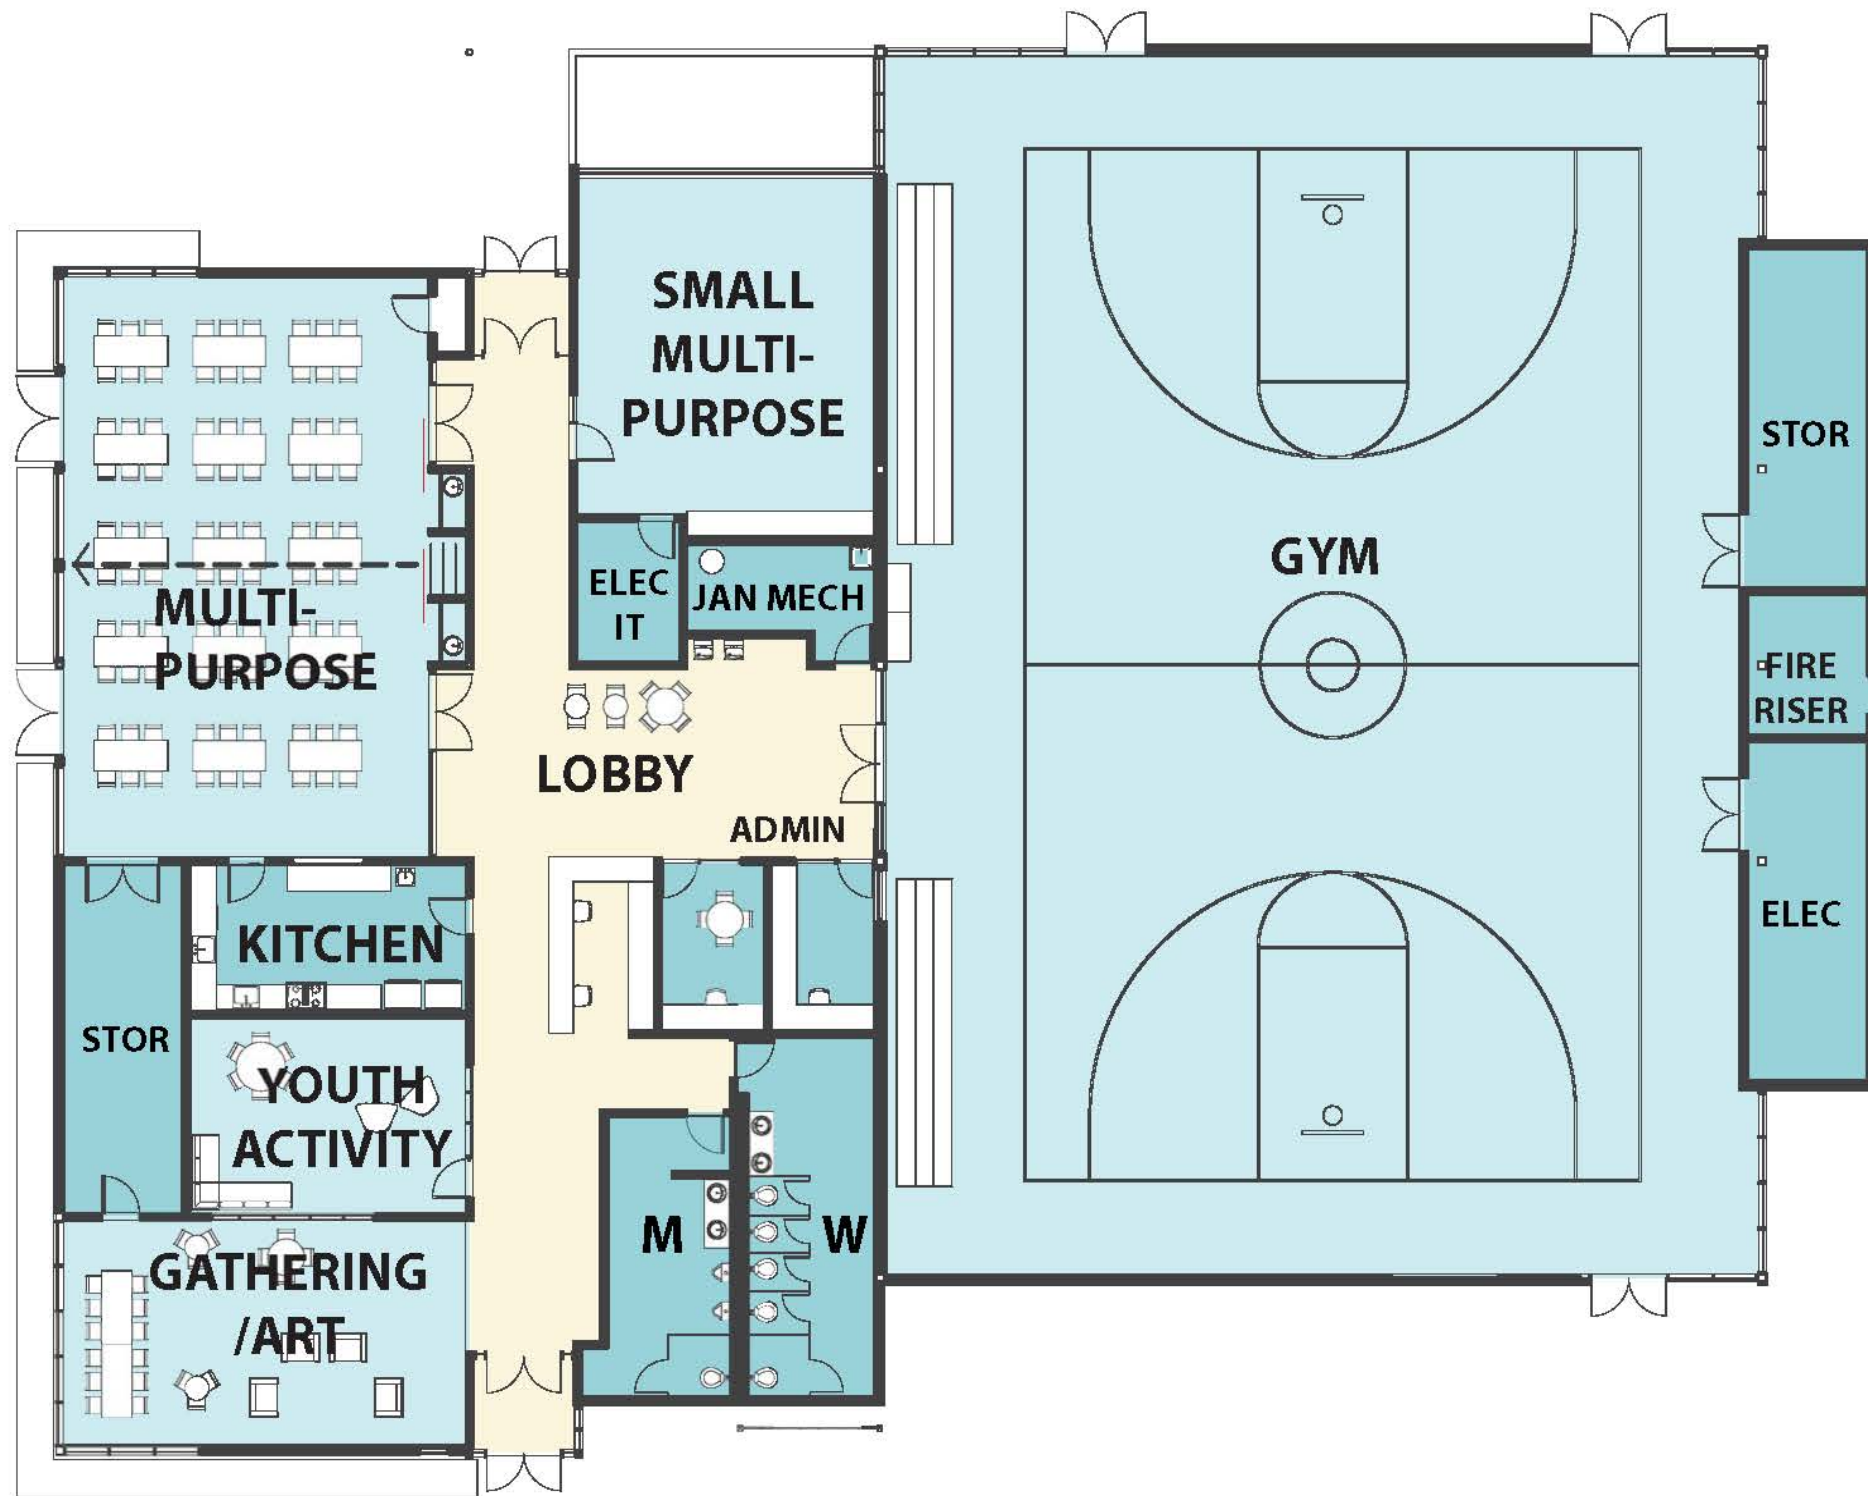 SMALL
MULTI-
PURPOSE
STOR
GYM
ELEC
IT
JAN MECH
MULTI-
PURPOSE
FIRE
RISER
LOBBY
ADMIN
ELEC
KITCHEN
STOR
YOUTH
ACTIVITY
M
W
GATHERING
/ART